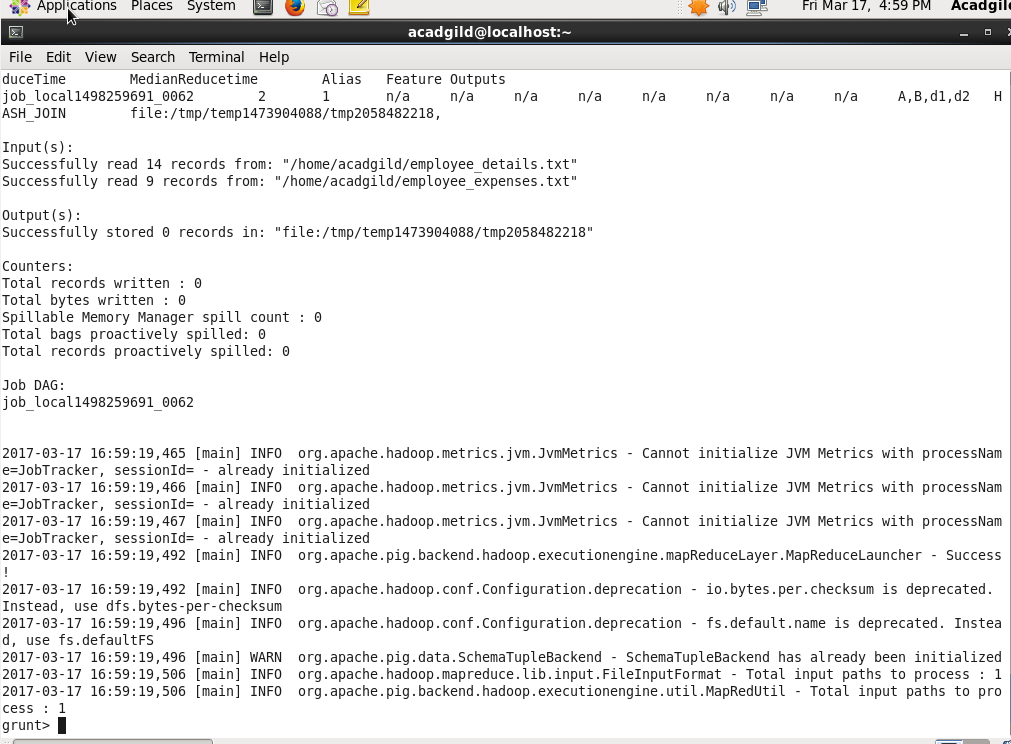 Applications Places System Fri Mar 17, 4:59 PM Acadgild
acadgild@localhost:~
File Edit View Search Terminal Help
duceTime MedianReducetime Alias Feature Outputs
job_local1498259691_0062 2 1 n/a n/a n/a n/a n/a n/a n/a n/a A,B,d1,d2 H
ASH_JOIN file:/tmp/temp1473904088/tmp2058482218,
Input(s):
Successfully read 14 records from: "/home/acadgild/employee_details.txt"
Successfully read 9 records from: "/home/acadgild/employee_expenses.txt"
Output(s):
Successfully stored 0 records in: "file:/tmp/temp1473904088/tmp2058482218"
Counters:
Total records written : 0
Total bytes written : 0
Spillable Memory Manager spill count : 0
Total bags proactively spilled: 0
Total records proactively spilled: 0
Job DAG:
job_local1498259691_0062
2017-03-17 16:59:19,465 [main] INFO org.apache.hadoop.metrics.jvm.JvmMetrics - Cannot initialize JVM Metrics with processNam
e=JobTracker, sessionId= - already initialized
2017-03-17 16:59:19,466 [main] INFO org.apache.hadoop.metrics.jvm.JvmMetrics - Cannot initialize JVM Metrics with processNam
e=JobTracker, sessionId= - already initialized
2017-03-17 16:59:19,467 [main] INFO org.apache.hadoop.metrics.jvm.JvmMetrics - Cannot initialize JVM Metrics with processNam
e=JobTracker, sessionId= - already initialized
2017-03-17 16:59:19,492 [main] INFO org.apache.pig.backend.hadoop.executionengine.mapReduceLayer.MapReduceLauncher - Success
!
2017-03-17 16:59:19,492 [main] INFO org.apache.hadoop.conf.Configuration.deprecation - io.bytes.per.checksum is deprecated.
Instead, use dfs.bytes-per-checksum
2017-03-17 16:59:19,496 [main] INFO org.apache.hadoop.conf.Configuration.deprecation - fs.default.name is deprecated. Instea
d, use fs.defaultFS
2017-03-17 16:59:19,496 [main] WARN org.apache.pig.data.SchemaTupleBackend - SchemaTupleBackend has already been initialized
2017-03-17 16:59:19,506 [main] INFO org.apache.hadoop.mapreduce.lib.input.FileInputFormat - Total input paths to process : 1
2017-03-17 16:59:19,506 [main] INFO org.apache.pig.backend.hadoop.executionengine.util.MapRedUtil - Total input paths to pro
cess : 1
grunt>